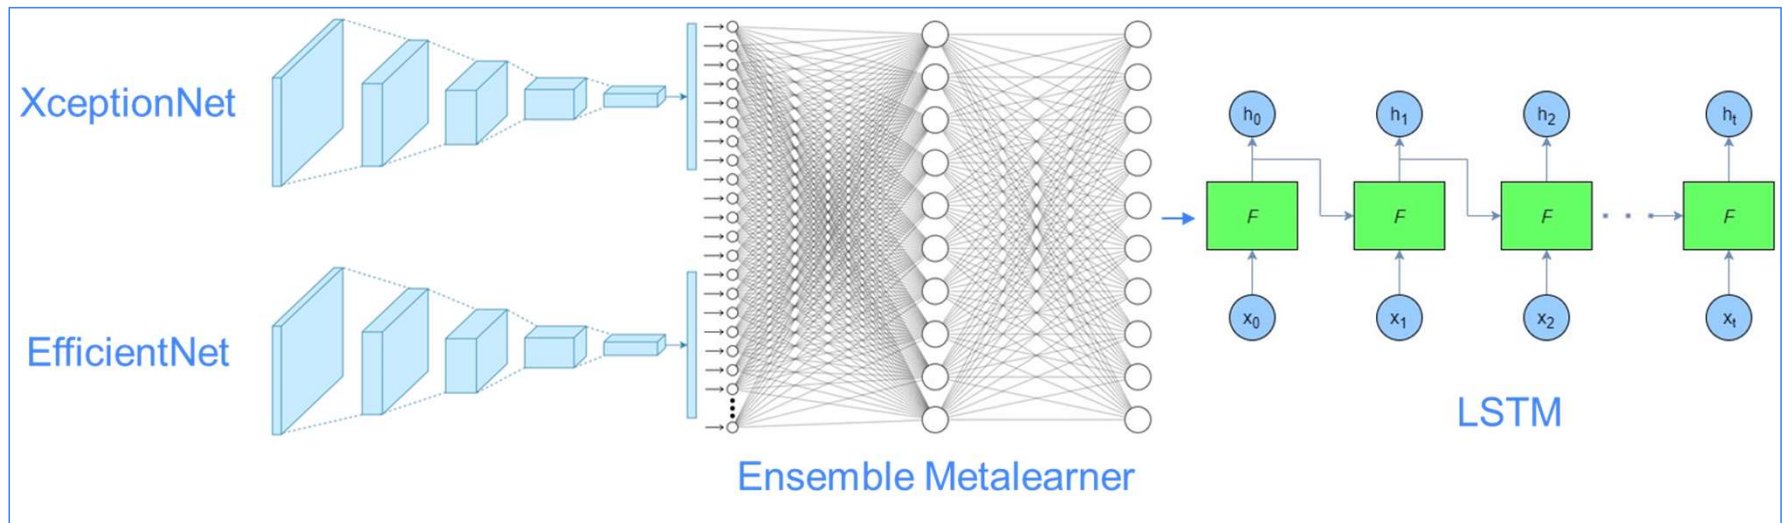 XceptionNet
EfficientNet
Ensemble Metalearner
h0 h1 h2 ht
F F F F
x0 x1 x2 xt
LSTM